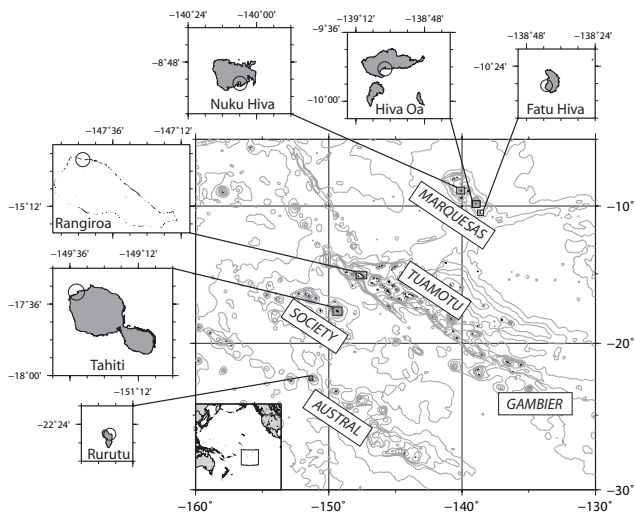 −140°24' −140°00'
−8°48'
Nuku Hiva
−139°12' −138°48'
−9°36'
−10°00'
Hiva Oa
−138°48' −138°24'
−10°24'
Fatu Hiva
−147°36' −147°12'
−15°12'
Rangiroa
−149°36' −149°12'
−17°36'
−18°00'
Tahiti
−151°12'
−22°24'
Rurutu
MARQUESAS
TUAMOTU
SOCIETY
AUSTRAL
GAMBIER
−10°
−20°
−30°
−160° −150° −140° −130°